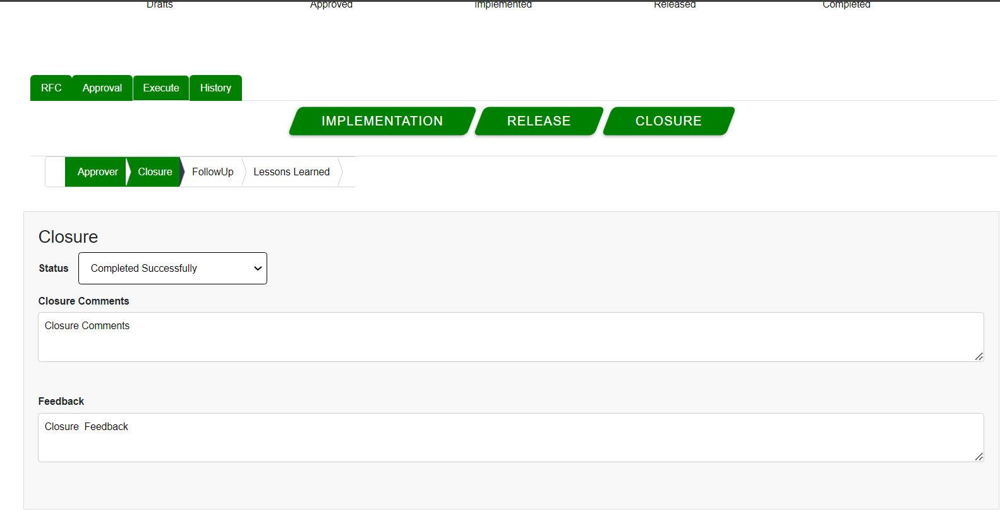 Drafts Approved Implemented Released Completed
RFC Approval Execute History
IMPLEMENTATION RELEASE CLOSURE
Approver Closure FollowUp Lessons Learned
Closure
Status Completed Successfully
Closure Comments
Closure Comments
Feedback
Closure  Feedback